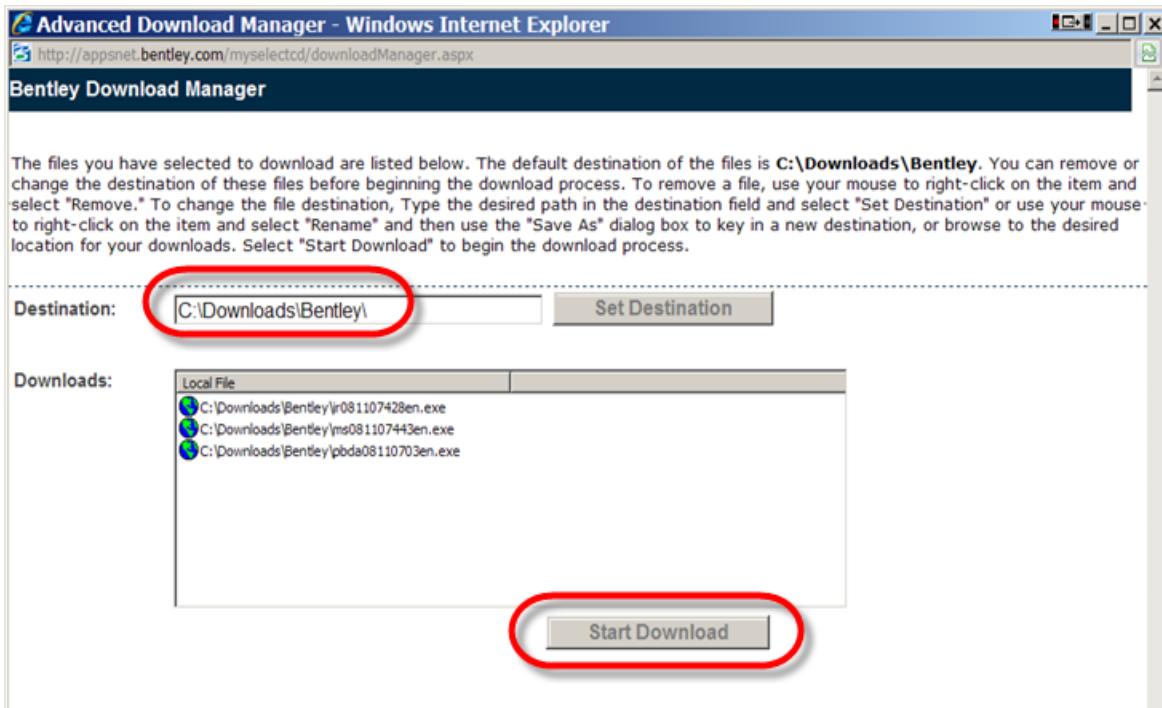 Advanced Download Manager - Windows Internet Explorer
http://appsnet.bentley.com/myselectcd/downloadManager.aspx
Bentley Download Manager
The files you have selected to download are listed below. The default destination of the files is C:\Downloads\Bentley. You can remove or
change the destination of these files before beginning the download process. To remove a file, use your mouse to right-click on the item and
select "Remove." To change the file destination, Type the desired path in the destination field and select "Set Destination" or use your mouse
to right-click on the item and select "Rename" and then use the "Save As" dialog box to key in a new destination, or browse to the desired
location for your downloads. Select "Start Download" to begin the download process.
Destination: C:\Downloads\Bentley\ Set Destination
Downloads: Local File
C:\Downloads\Bentley\ir081107428en.exe
C:\Downloads\Bentley\ms081107443en.exe
C:\Downloads\Bentley\pbda08110703en.exe
Start Download